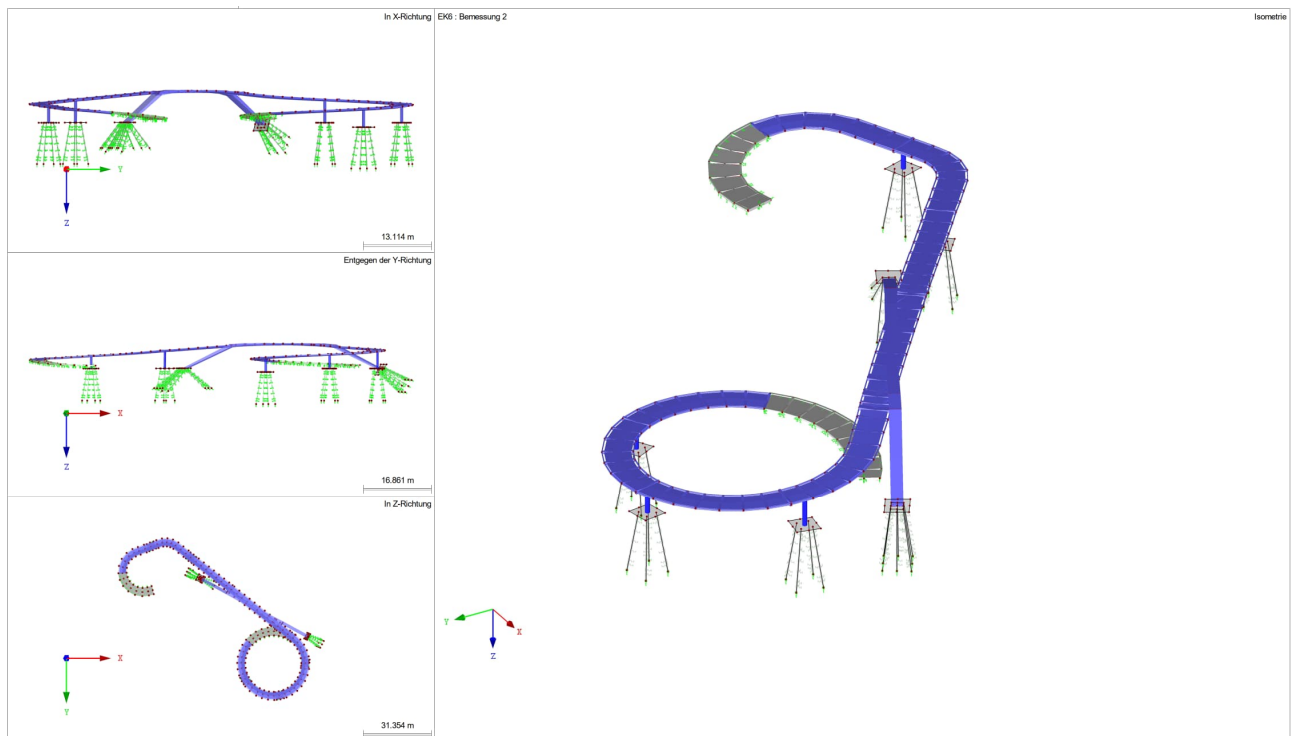 In X-Richtung
Y
Z
13.114 m
Entgegen der Y-Richtung
X
Z
16.861 m
In Z-Richtung
X
Y
31.354 m
EK6 : Bemessung 2
Isometrie
Y
X
Z